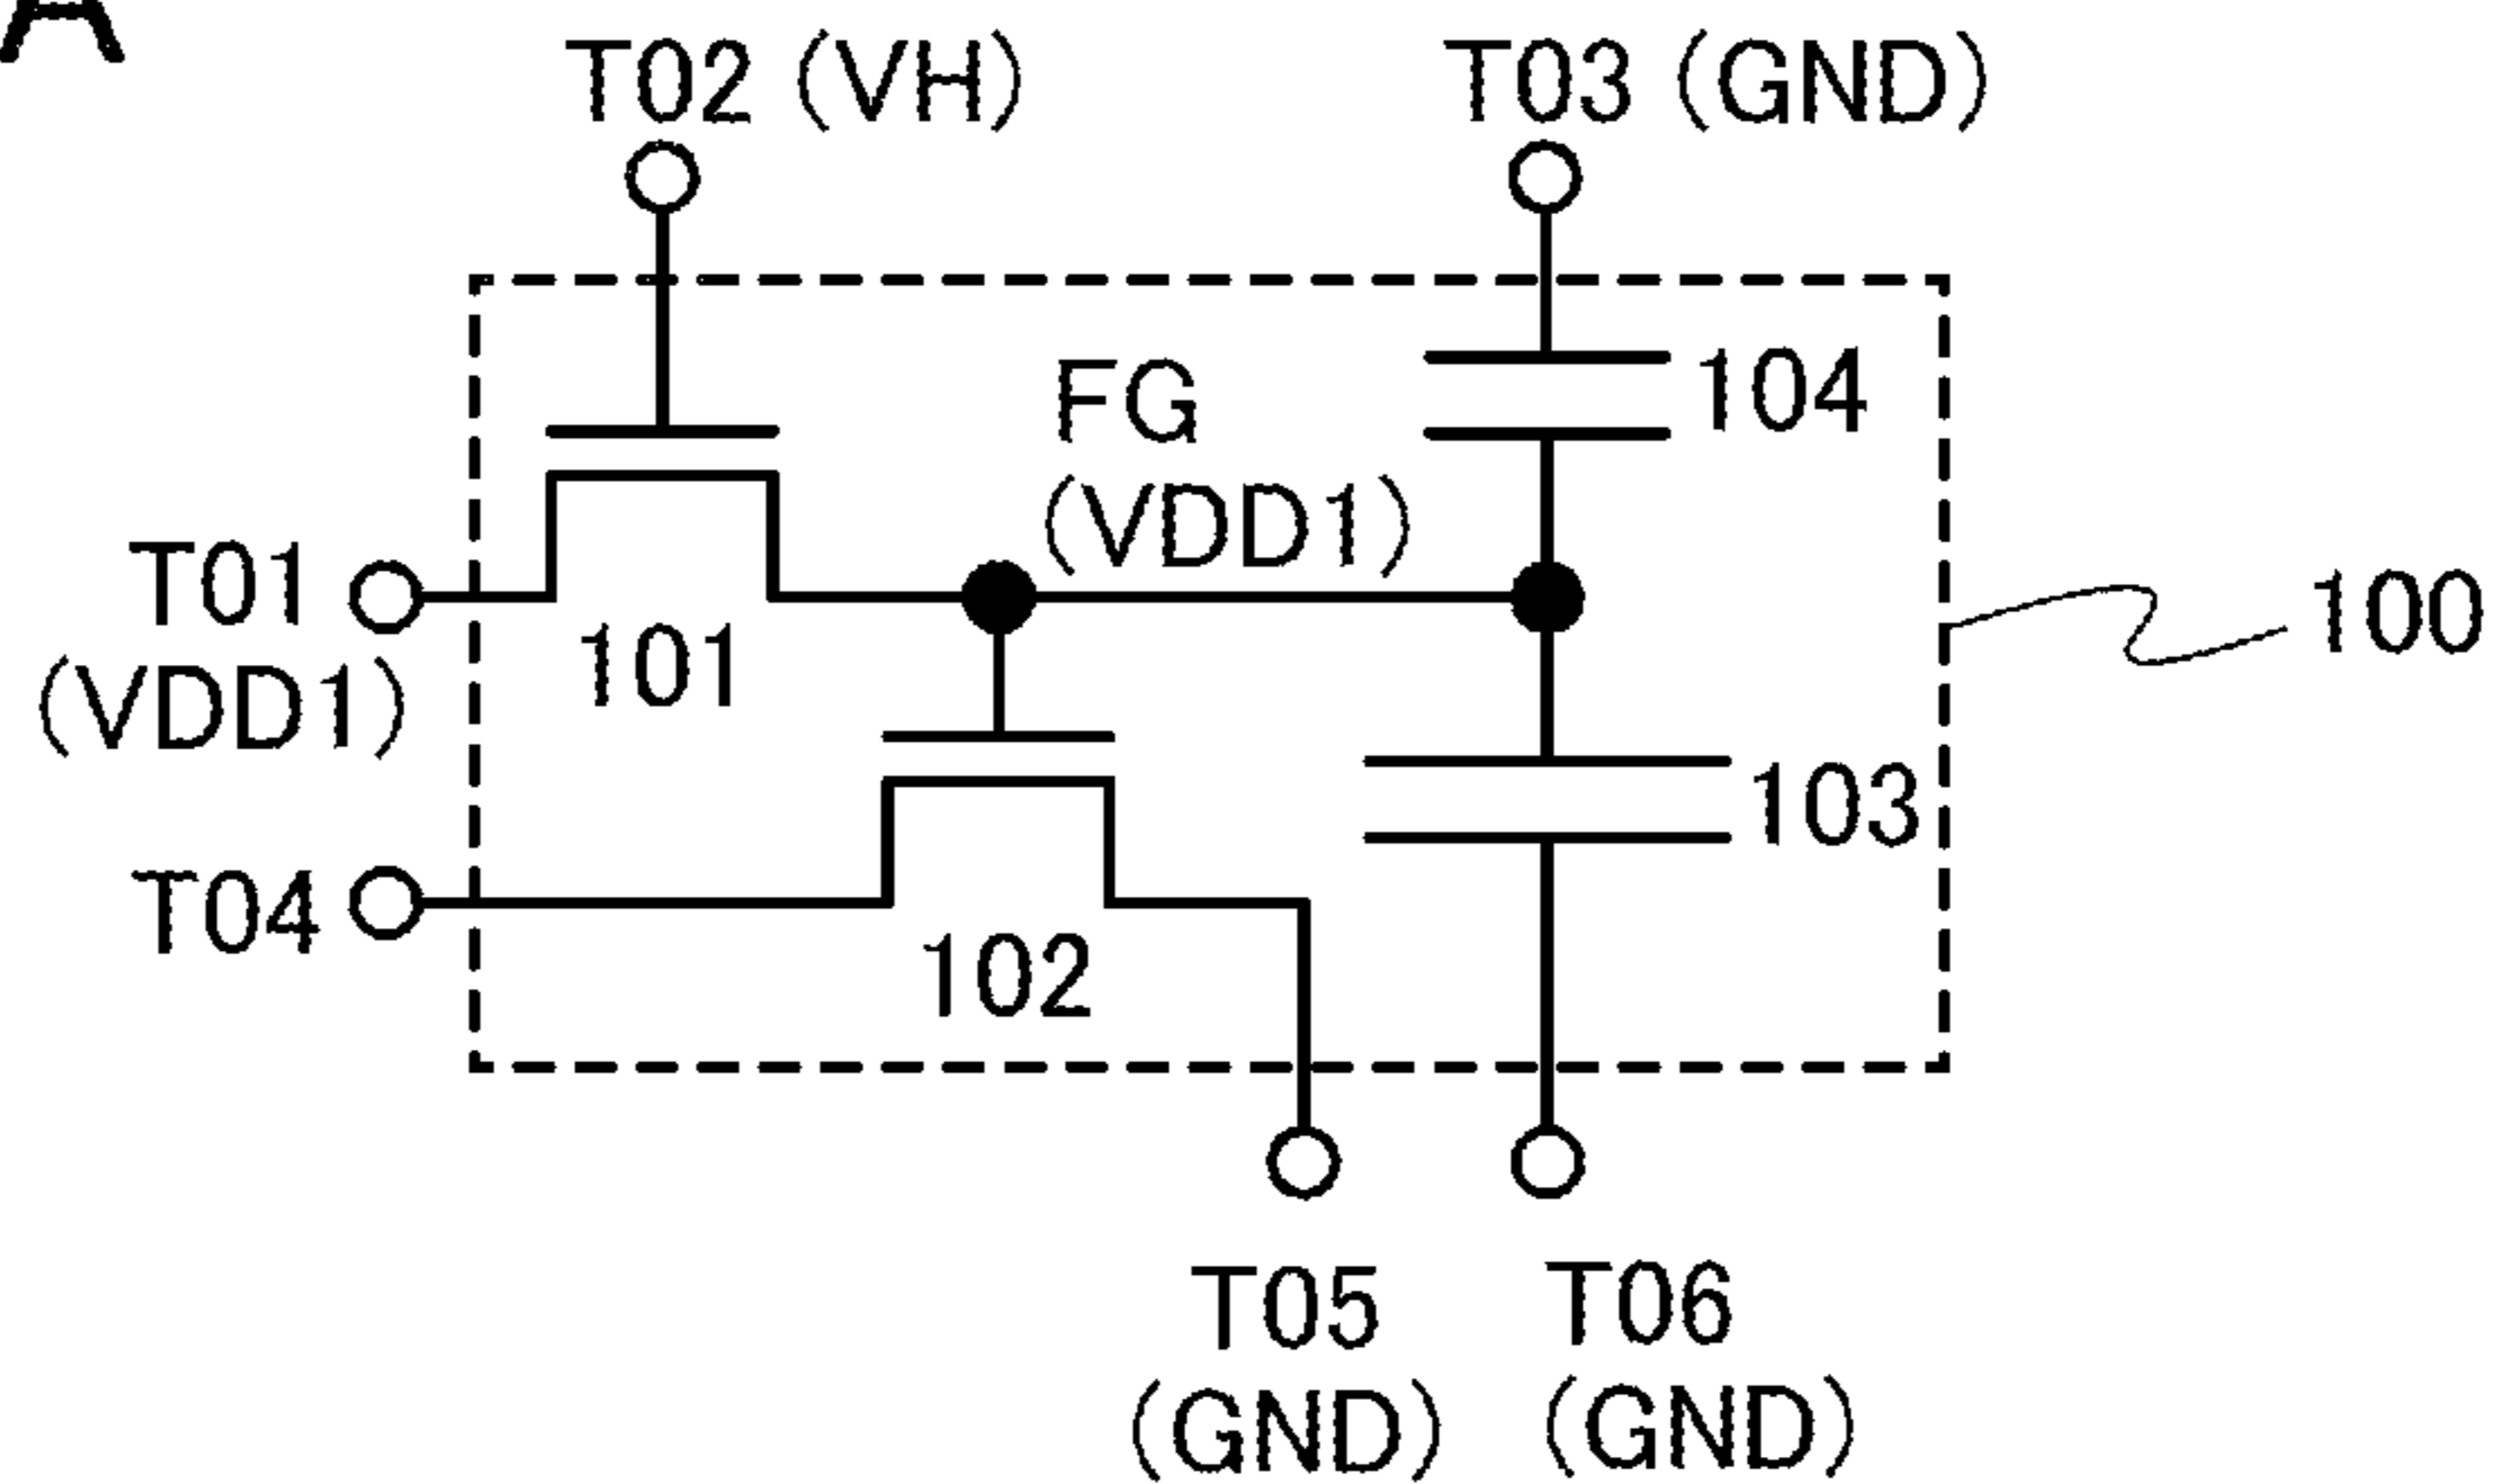 A
T02 (VH)
T03 (GND)
104
FG
(VDD1)
T01
(VDD1)
101
100
103
T04
102
T05
(GND)
T06
(GND)